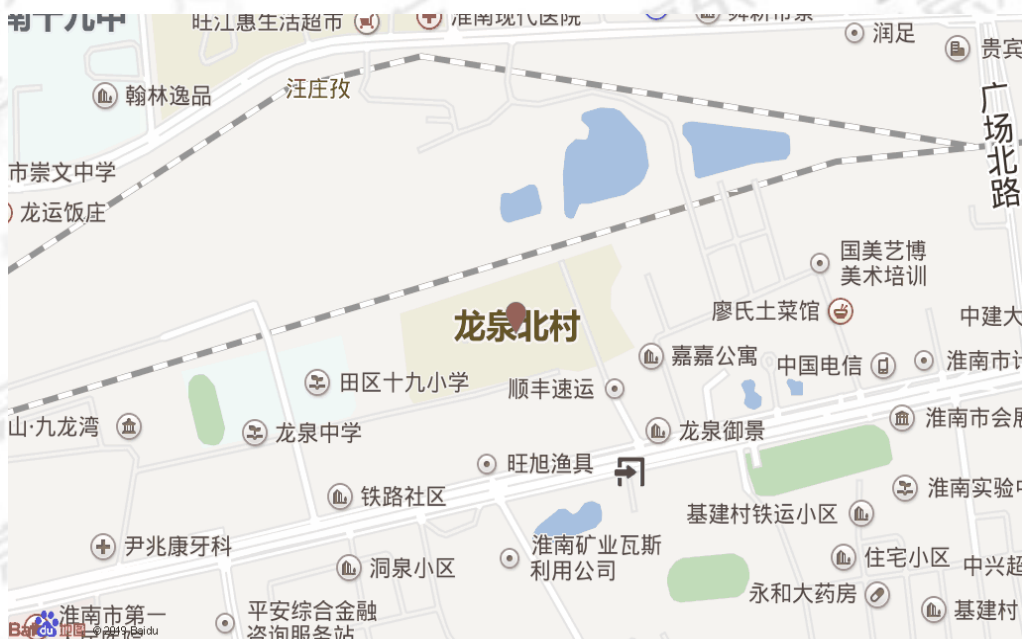 旺江惠生活超市
淮南现代医院
润足
贵宾
翰林逸品
汪庄孜
广场北路
市崇文中学
龙运饭庄
国美艺博
美术培训
廖氏土菜馆
中建大
龙泉北村
嘉嘉公寓
中国电信
淮南市计
田区十九小学
顺丰速运
山·九龙湾
龙泉中学
龙泉御景
淮南市会展
旺旭渔具
铁路社区
淮南实验中
基建村铁运小区
尹兆康牙科
洞泉小区
淮南矿业瓦斯
利用公司
住宅小区
中兴超
永和大药房
基建村
淮南市第一
平安综合金融
咨询服务站
Bai du 地图 © 2019 Baidu